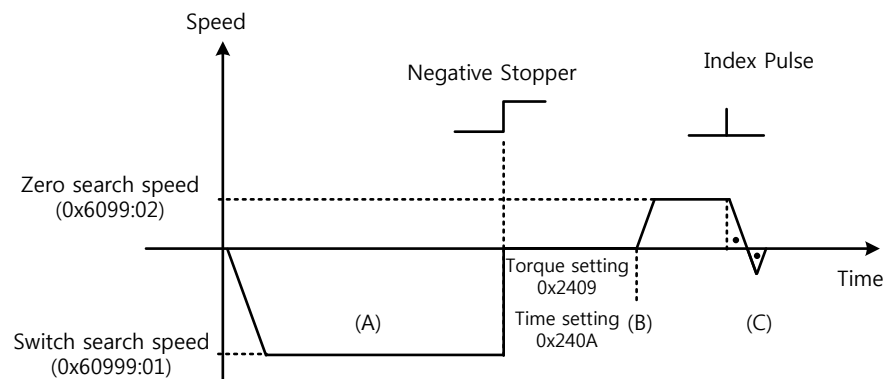 Speed
Negative Stopper
Index Pulse
Zero search speed
(0x6099:02)
Time
Torque setting
0x2409
(A)
Time setting
0x240A
(B)
(C)
Switch search speed
(0x60999:01)